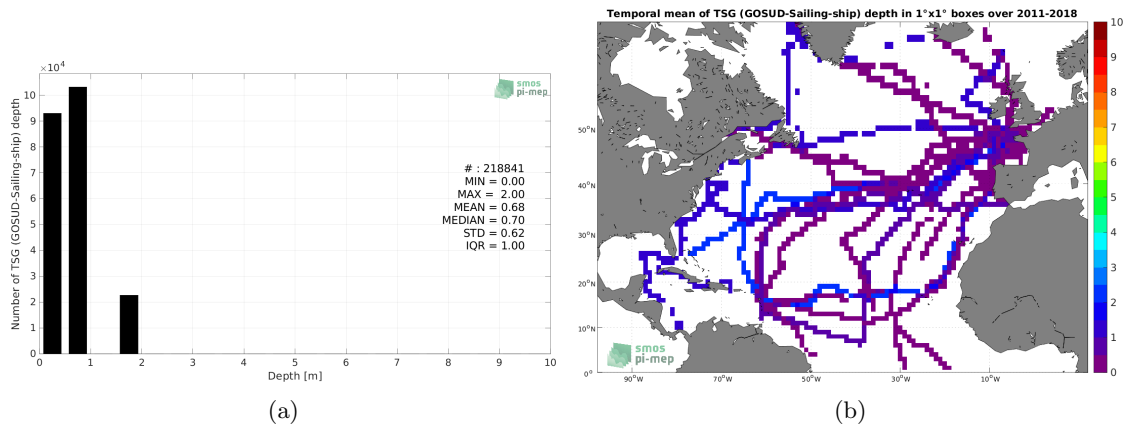 ×10⁴
smos
pi-mep
Number of TSG (GOSUD-Sailing-ship) depth
10
9
8
7
6
5
4
3
2
1
0
# : 218841
MIN = 0.00
MAX = 2.00
MEAN = 0.68
MEDIAN = 0.70
STD = 0.62
IQR = 1.00
0 1 2 3 4 5 6 7 8 9 10
Depth [m]
(a)
Temporal mean of TSG (GOSUD-Sailing-ship) depth in 1°x1° boxes over 2011-2018
50°N
40°N
30°N
20°N
10°N
0°
90°W 70°W 50°W 30°W 10°W
smos
pi-mep
10
9
8
7
6
5
4
3
2
1
0
(b)